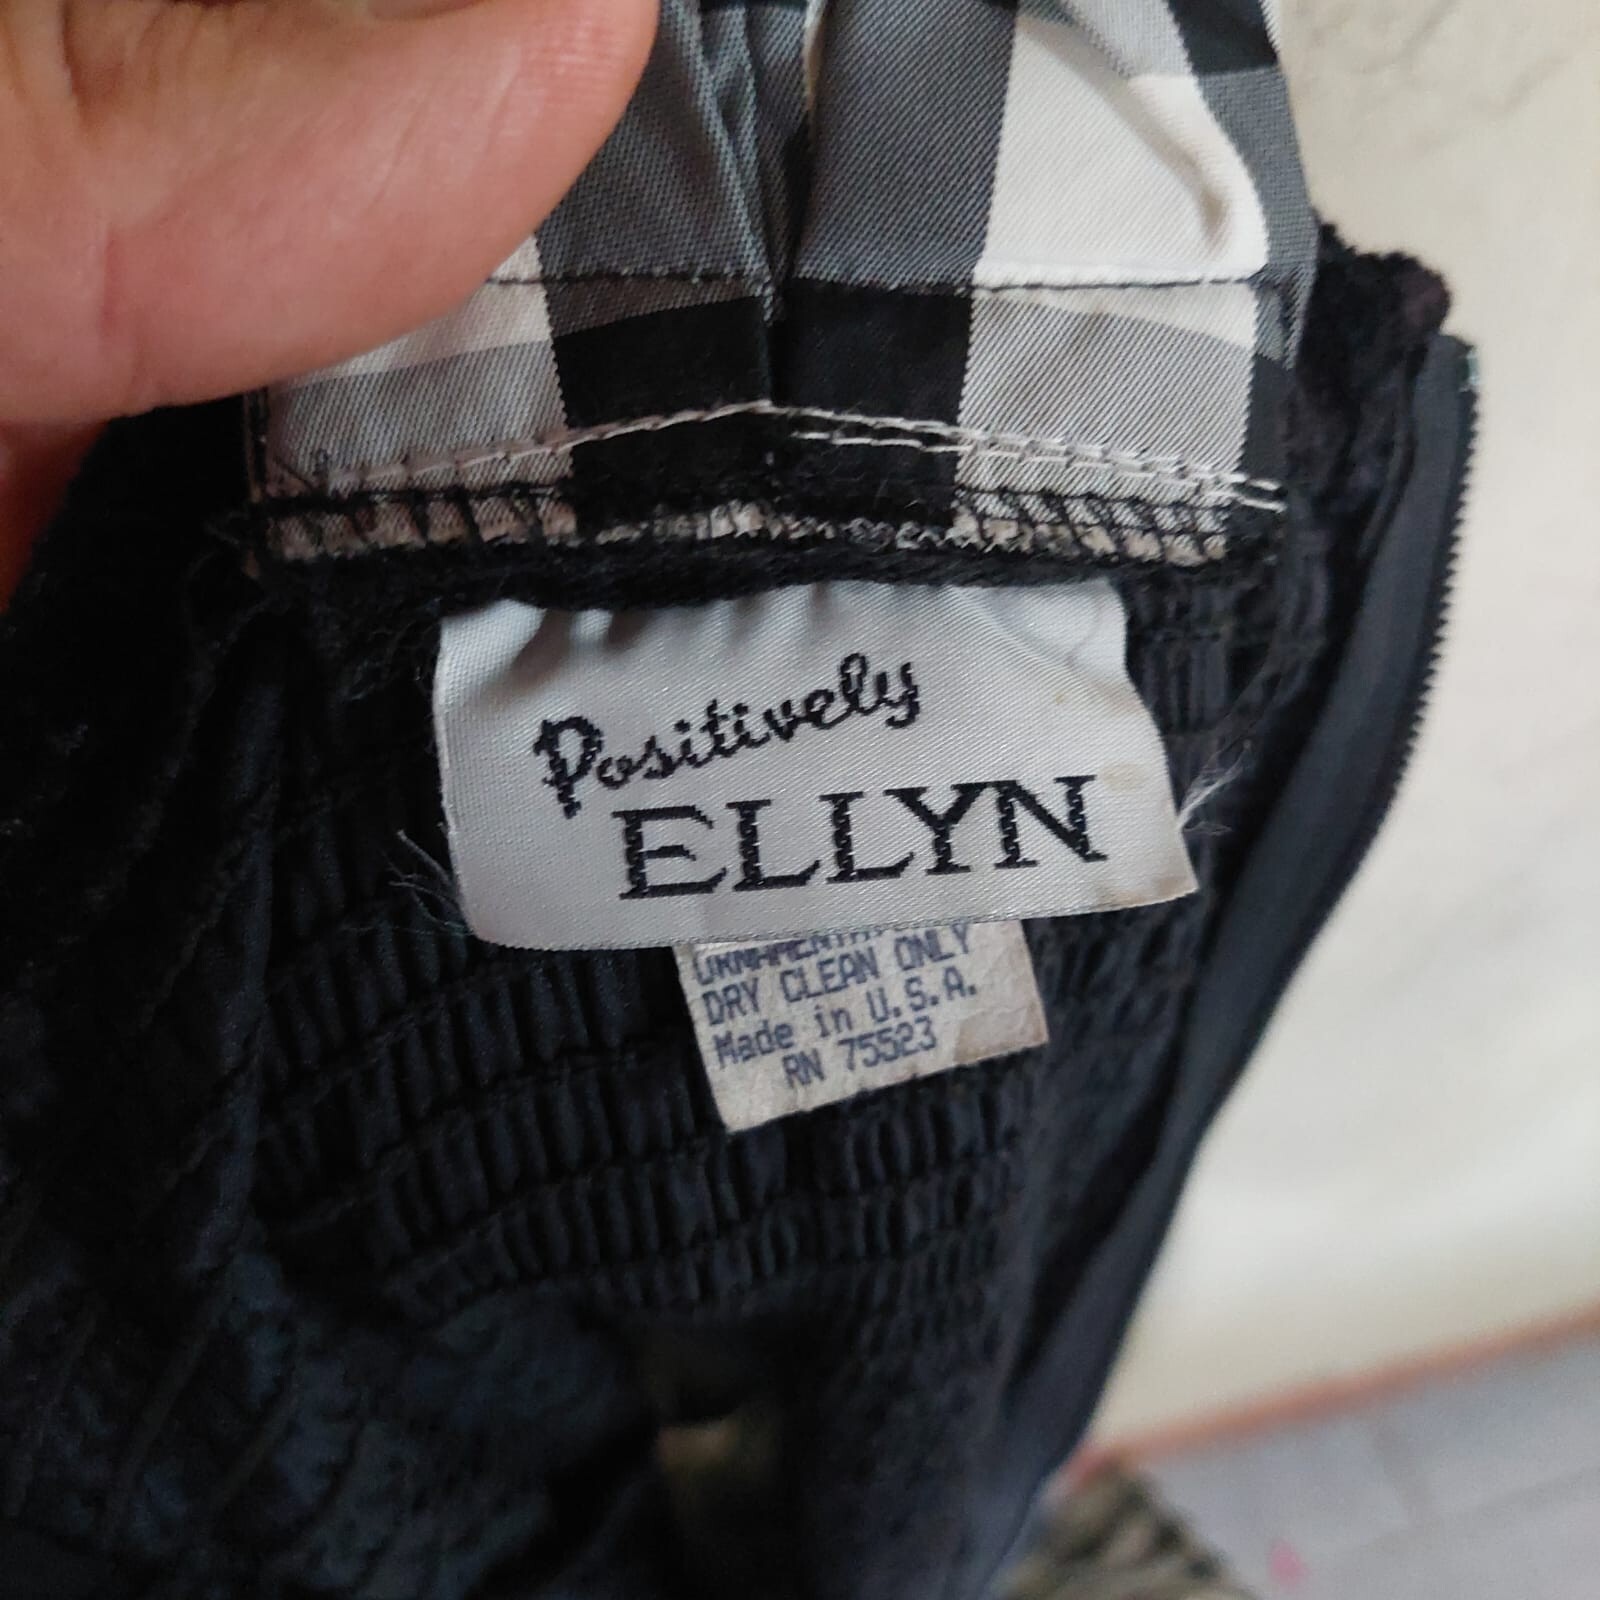 Positively
ELLYN
DRY CLEAN ONLY
Made in U.S.A.
RN 75523